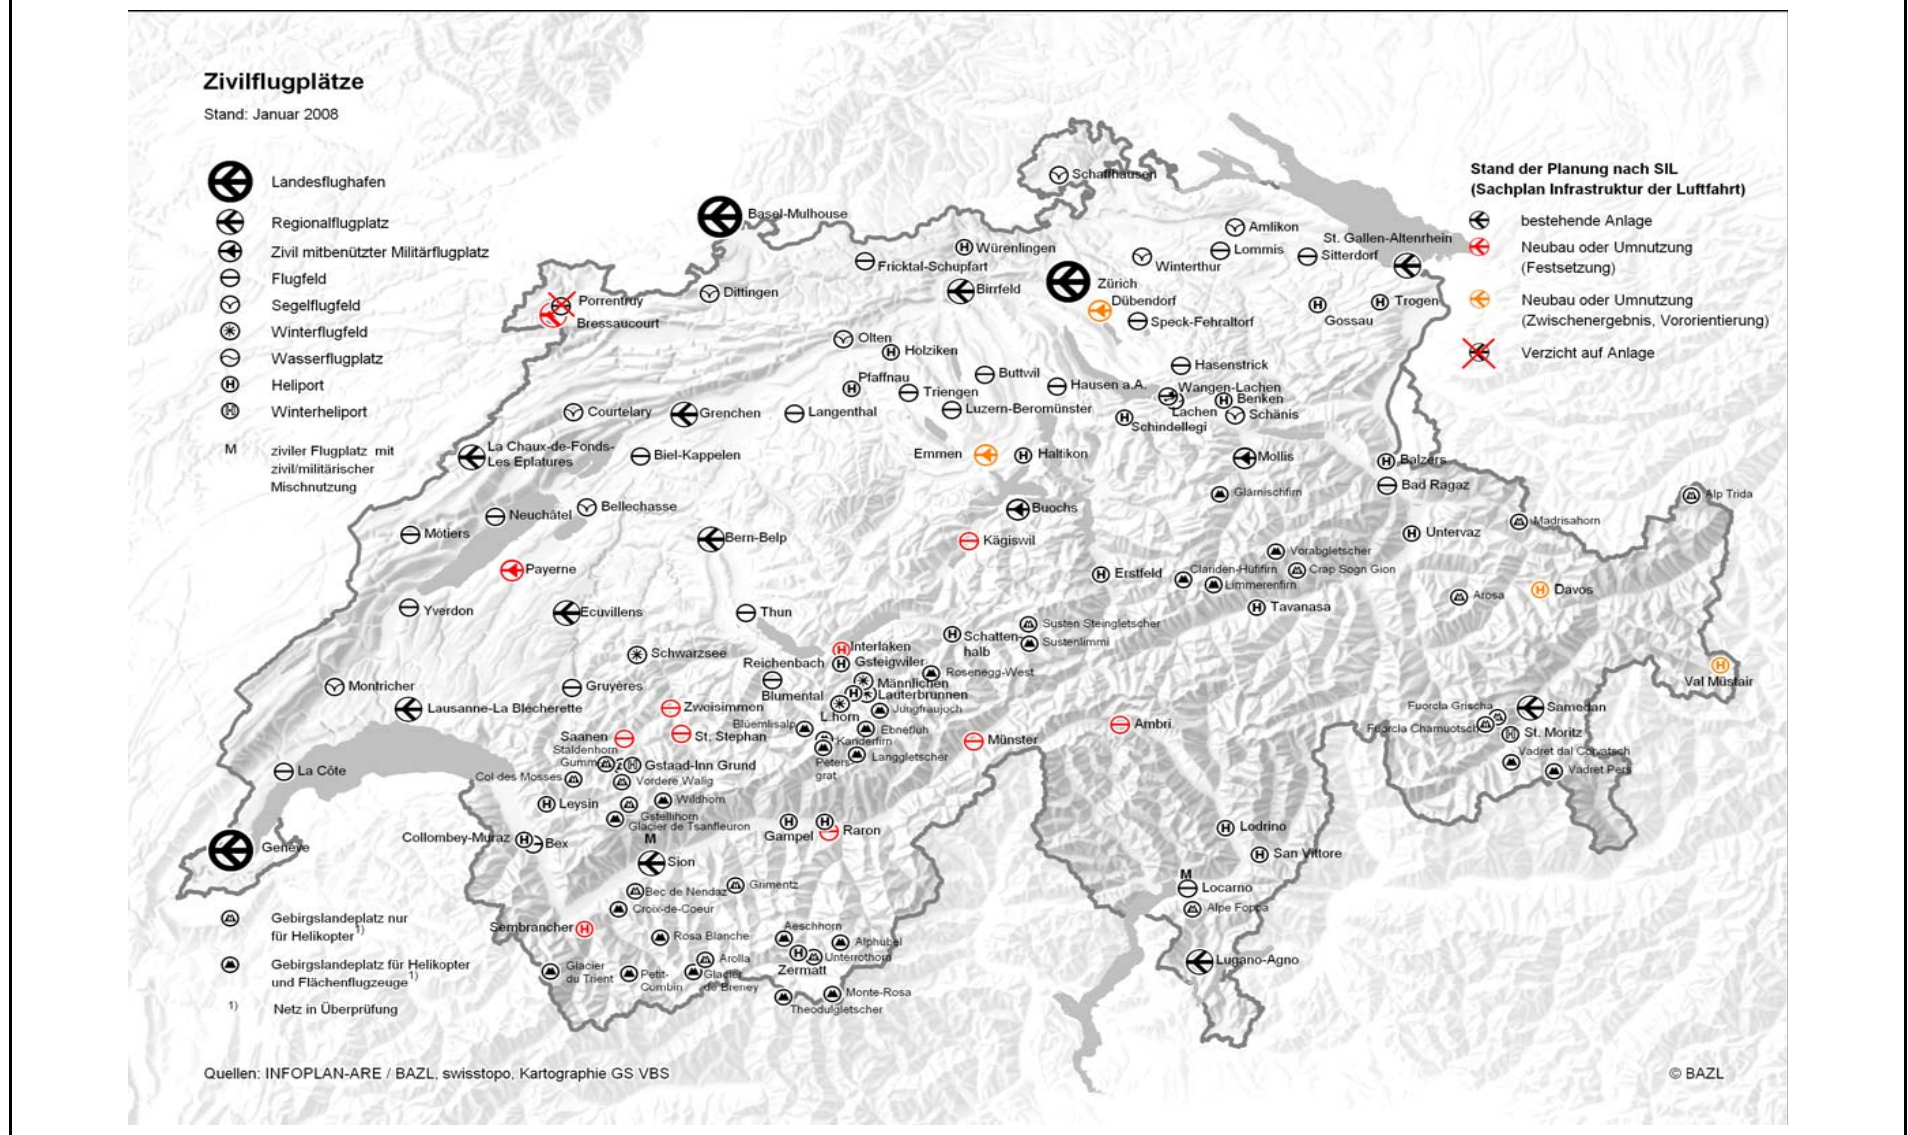 Zivilflugplätze
Stand: Januar 2008
Landesflughafen
Regionalflugplatz
Zivil mitbenützter Militärflugplatz
Flugfeld
Segelflugfeld
Winterflugfeld
Wasserflugplatz
Heliport
Winterheliport
M
ziviler Flugplatz mit
zivil/militärischer
Mischnutzung
Stand der Planung nach SIL
(Sachplan Infrastruktur der Luftfahrt)
bestehende Anlage
Neubau oder Umnutzung
(Festsetzung)
Neubau oder Umnutzung
(Zwischenergebnis, Vororientierung)
Verzicht auf Anlage
Schaffhausen
Basel-Mulhouse
Amlikon
Würenlingen
St. Gallen-Altenrhein
Lommis
Sitterdorf
Fricktal-Schupfart
Winterthur
Zürich
Dittingen
Birrfeld
Porrentruy
Dübendorf
Trogen
Bressaucourt
Speck-Fehraltorf
Gossau
Olten
Holziken
Hasenstrick
Pfaffnau
Buttwil
Hausen a.A.
Wangen-Lachen
Triengen
Benken
Courtelary
Grenchen
Langenthal
Luzern-Beromünster
Lachen
Schänis
Schindellegi
La Chaux-de-Fonds-
Les Eplatures
Biel-Kappelen
Emmen
Haltikon
Mollis
Balzers
Bad Ragaz
Glärnischfirn
Alp Trida
Neuchâtel
Bellechasse
Buochs
Madrisahorn
Môtiers
Bern-Belp
Kägiswil
Untervaz
Vorabgletscher
Payerne
Erstfeld
Clariden-Hüfifirn
Crap Sogn Gion
Limmerenfirn
Davos
Arosa
Yverdon
Ecuvillens
Thun
Tavanasa
Susten Steingletscher
Schatten-
halb
Sustenlimmi
Schwarzsee
Interlaken
Reichenbach
Gsteigwiler
Rosenegg-West
Val Müstair
Montricher
Gruyères
Männlichen
Blumental
Lauterbrunnen
Lausanne-La Blécherette
Zweisimmen
Jungfraujoch
L.horn
Fuorcla Grischa
Samedan
Blüemlisalp
Ebnefluh
Ambri
Fuorcla Chamuotsch
St. Moritz
Saanen
St. Stephan
Kanderfirn
Münster
Staldenhorn
Gumm
Gstaad-Inn Grund
Peters-
grat
Langgletscher
Vadret dal Corvatsch
Vadret Pers
La Côte
Col des Mosses
Vordere Walig
Leysin
Wildhorn
Gstellihorn
Glacier de Tsanfleuron
Gampel
Raron
Lodrino
Collombey-Muraz
Bex
M
Genève
Sion
San Vittore
M
Bec de Nendaz
Grimentz
Locarno
Croix-de-Coeur
Alpe Foppa
Sembrancher
Rosa Blanche
Aeschhorn
Alphubel
Arolla
Unterrothorn
Lugano-Agno
Glacier
du Trient
Petit-
Combin
Glacier
de Breney
Zermatt
Monte-Rosa
Theodulgletscher
Gebirgslandeplatz nur
für Helikopter 1)
Gebirgslandeplatz für Helikopter
und Flächenflugzeuge 1)
1) Netz in Überprüfung
Quellen: INFOPLAN-ARE / BAZL, swisstopo, Kartographie GS VBS
© BAZL